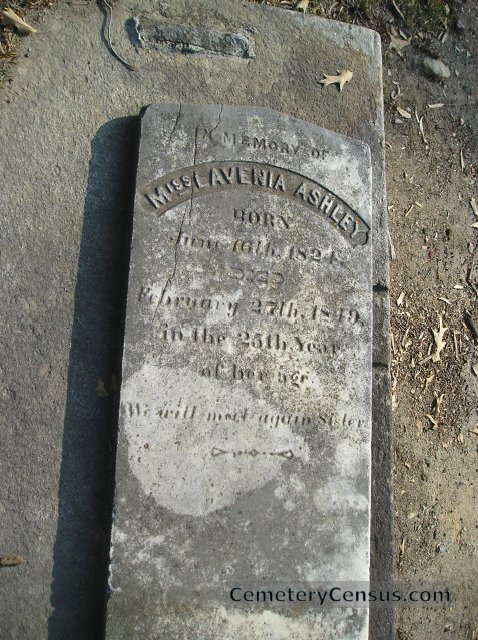 IN MEMORY OF
MISS LAVENIA ASHLEY
BORN
June 16th, 1824.
DIED
February 27th, 1849.
in the 25th Year
of her age.
We will meet again Sister
CemeteryCensus.com